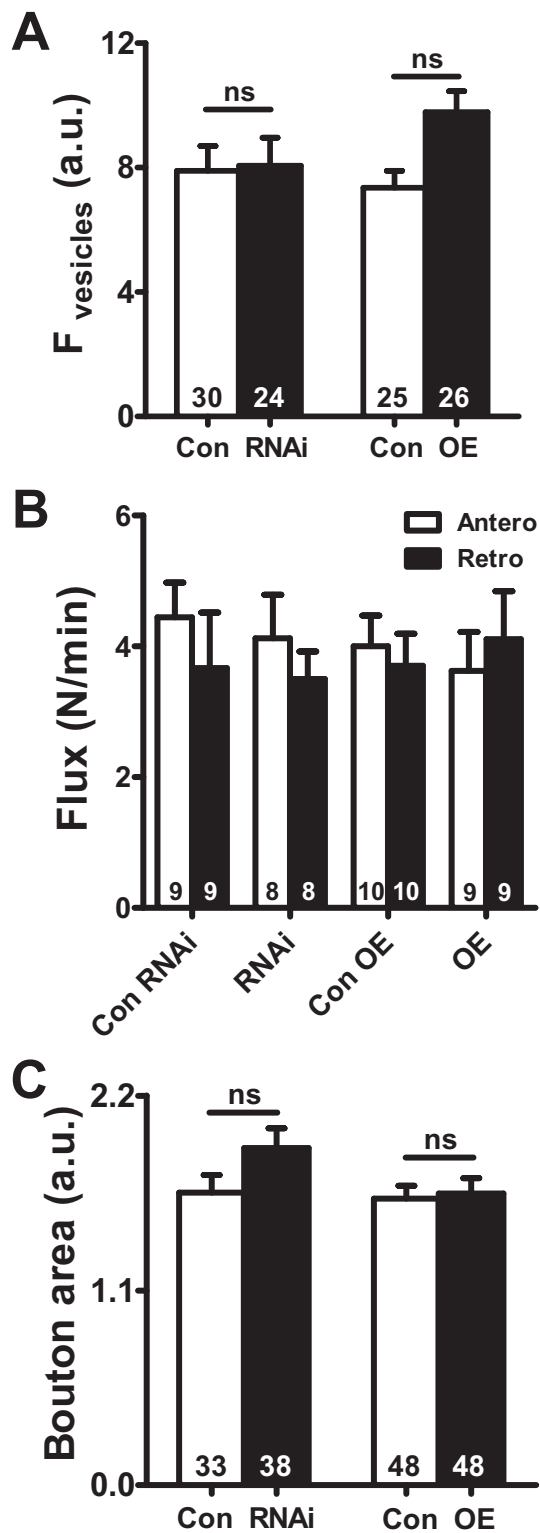 A
F vesicles (a.u.)
12
8
4
0
ns
ns
30 24 25 26
Con RNAi Con OE
B
Flux (N/min)
6
4
2
0
Antero
Retro
9 9 8 8 10 10 9 9
Con RNAi RNAi Con OE OE
C
Bouton area (a.u.)
2.2
1.1
0.0
ns
ns
33 38 48 48
Con RNAi Con OE